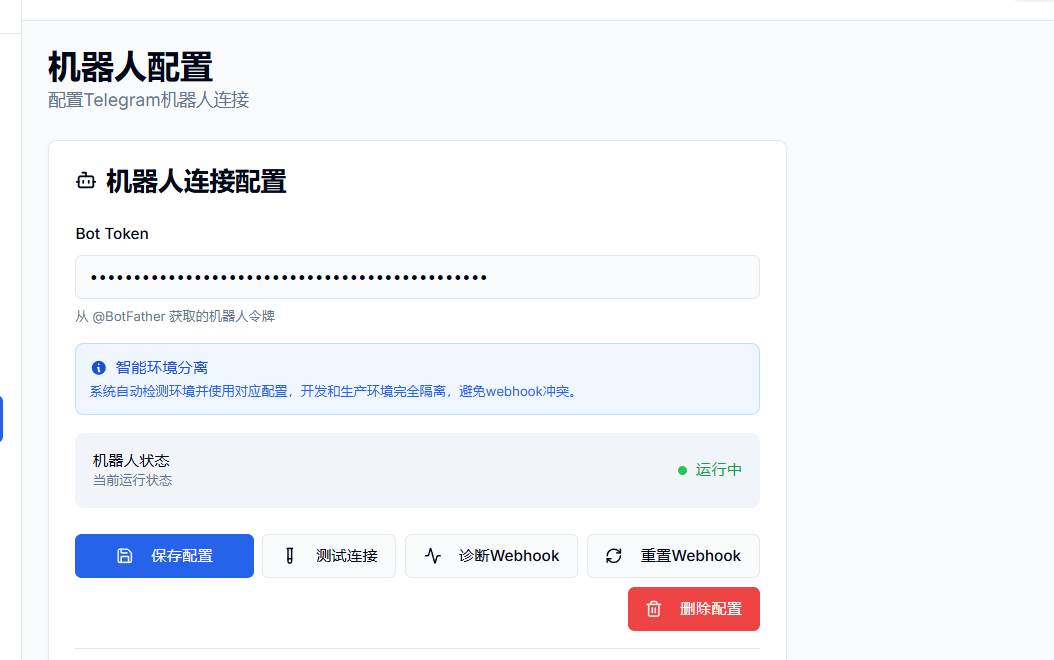 机器人配置
配置Telegram机器人连接
机器人连接配置
Bot Token
从 @BotFather 获取的机器人令牌
智能环境分离
系统自动检测环境并使用对应配置，开发和生产环境完全隔离，避免webhook冲突。
机器人状态
当前运行状态
运行中
保存配置
测试连接
诊断Webhook
重置Webhook
删除配置